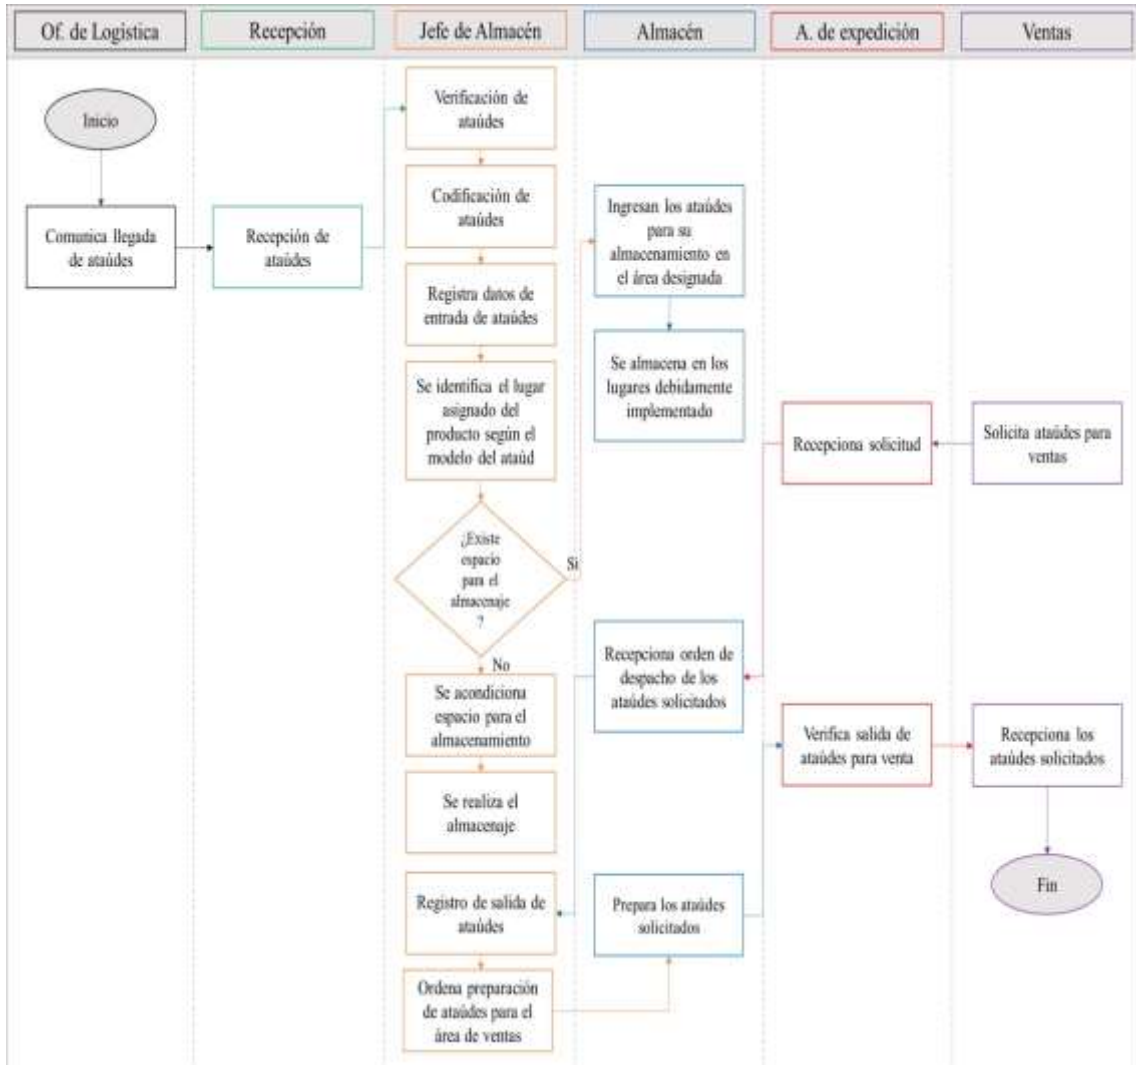 Of. de Logística
Recepción
Jefe de Almacén
Almacén
A. de expedición
Ventas
Inicio
Comunica llegada
de ataúdes
Recepción de
ataúdes
Verificación de
ataúdes
Codificación de
ataúdes
Registra datos de
entrada de ataúdes
Se identifica el lugar
asignado del
producto según el
modelo del ataúd
¿Existe
espacio
para el
almacenaje
?
Si
No
Se acondiciona
espacio para el
almacenamiento
Se realiza el
almacenaje
Registro de salida de
ataúdes
Ordena preparación
de ataúdes para el
área de ventas
Ingresan los ataúdes
para su
almacenamiento en
el área designada
Se almacena en los
lugares debidamente
implementado
Recepciona orden de
despacho de los
ataúdes solicitados
Prepara los ataúdes
solicitados
Recepciona solicitud
Verifica salida de
ataúdes para venta
Solicita ataúdes para
ventas
Recepciona los
ataúdes solicitados
Fin